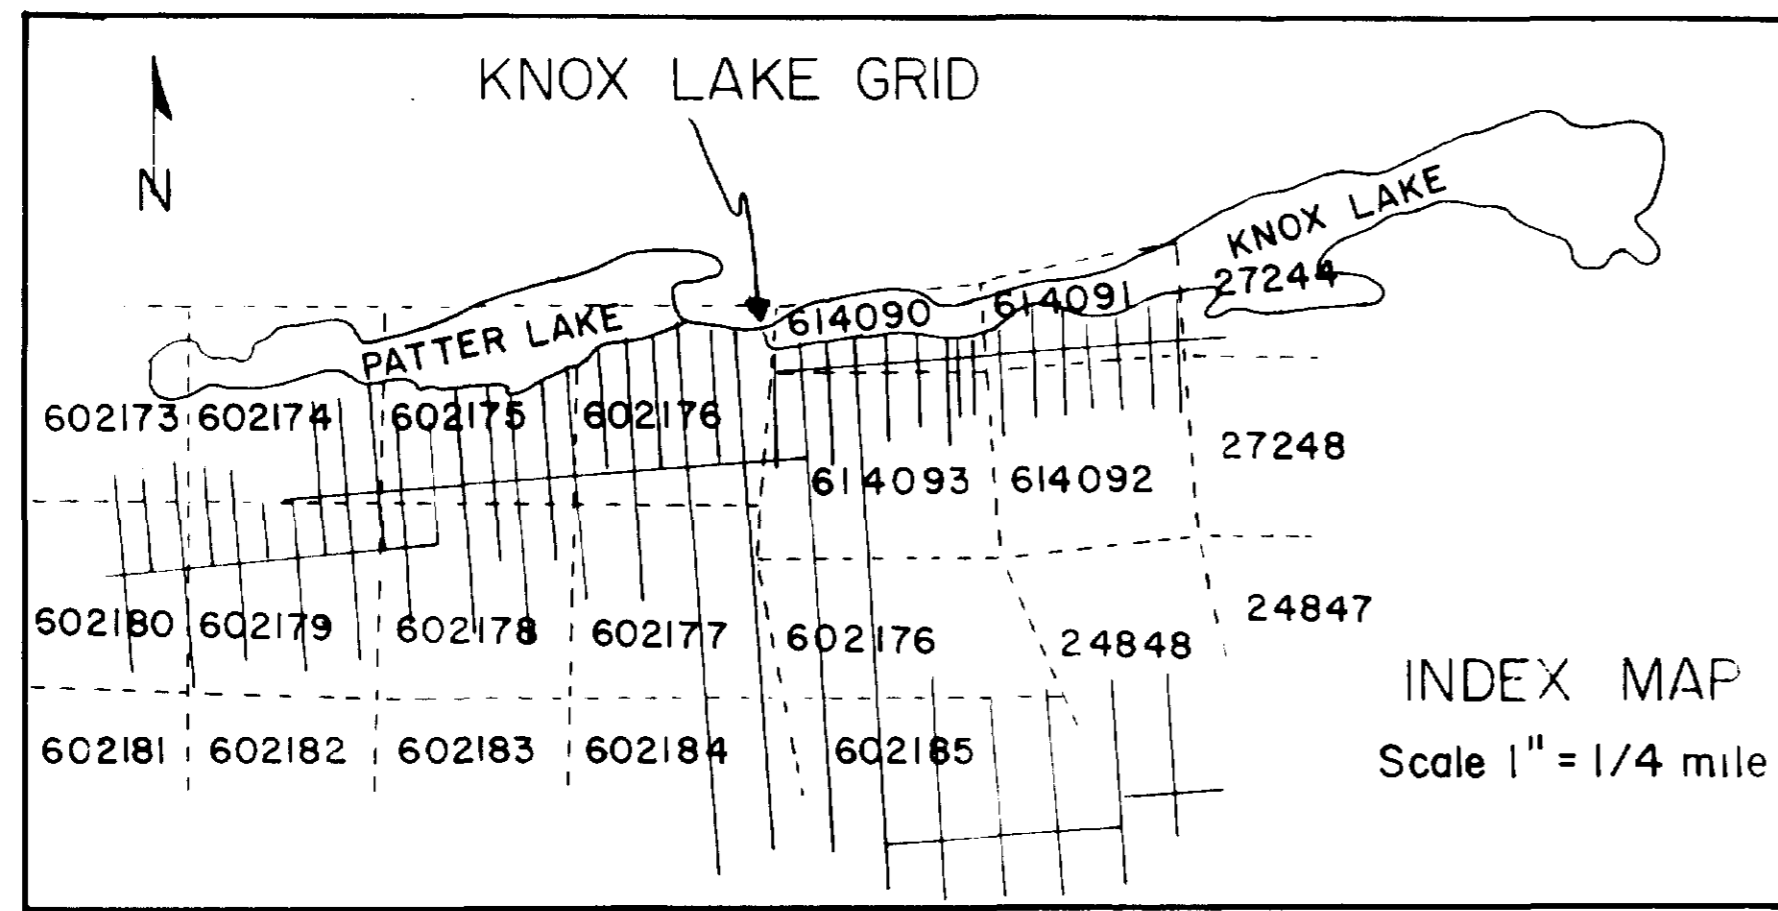 KNOX LAKE GRID
N
KNOX LAKE
27244
614091
614090
PATTER LAKE
602173 602174 602175 602176
27248
614093 614092
24847
602180 602179 602178 602177 602176 24848
INDEX MAP
602181 602182 602183 602184 602185
Scale 1" = 1/4 mile